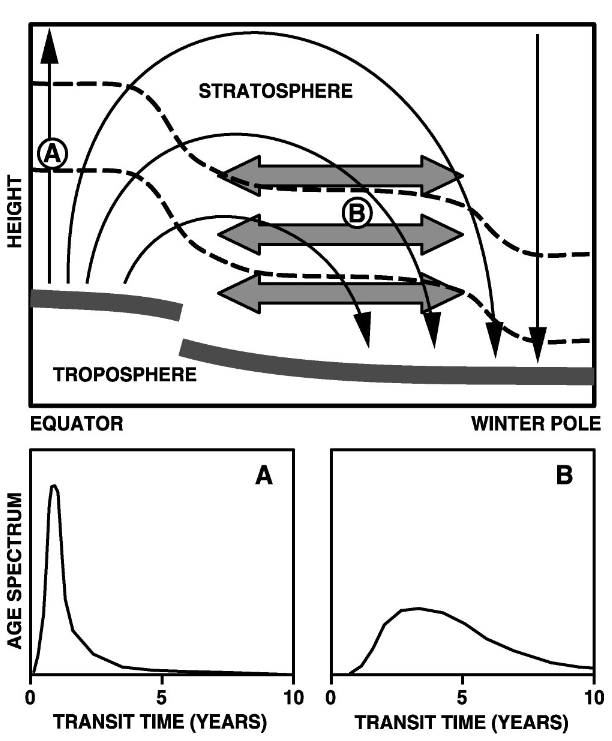 STRATOSPHERE
A
B
HEIGHT
TROPOSPHERE
EQUATOR
WINTER POLE
A
B
AGE SPECTRUM
0
5
10
0
5
10
TRANSIT TIME (YEARS)
TRANSIT TIME (YEARS)